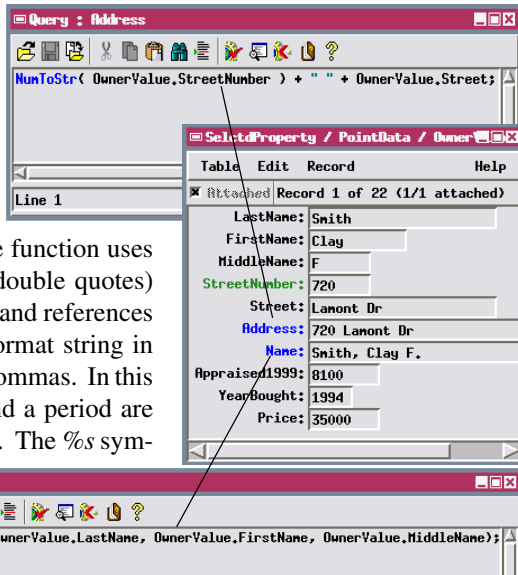 Query : Address
NumToStr( OwnerValue.StreetNumber ) + " " + OwnerValue.Street;
Line 1
SelctdProperty / PointData / Owner
Table Edit Record Help
Attached Record 1 of 22 (1/1 attached)
LastName: Smith
FirstName: Clay
MiddleName: F
StreetNumber: 720
Street: Lamont Dr
Address: 720 Lamont Dr
Name: Smith, Clay F.
Appraised1999: 8100
YearBought: 1994
Price: 35000
e function uses
double quotes)
and references
ormat string in
ommas. In this
nd a period are
. The %s sym-
wnerValue.LastName, OwnerValue.FirstName, OwnerValue.MiddleName);